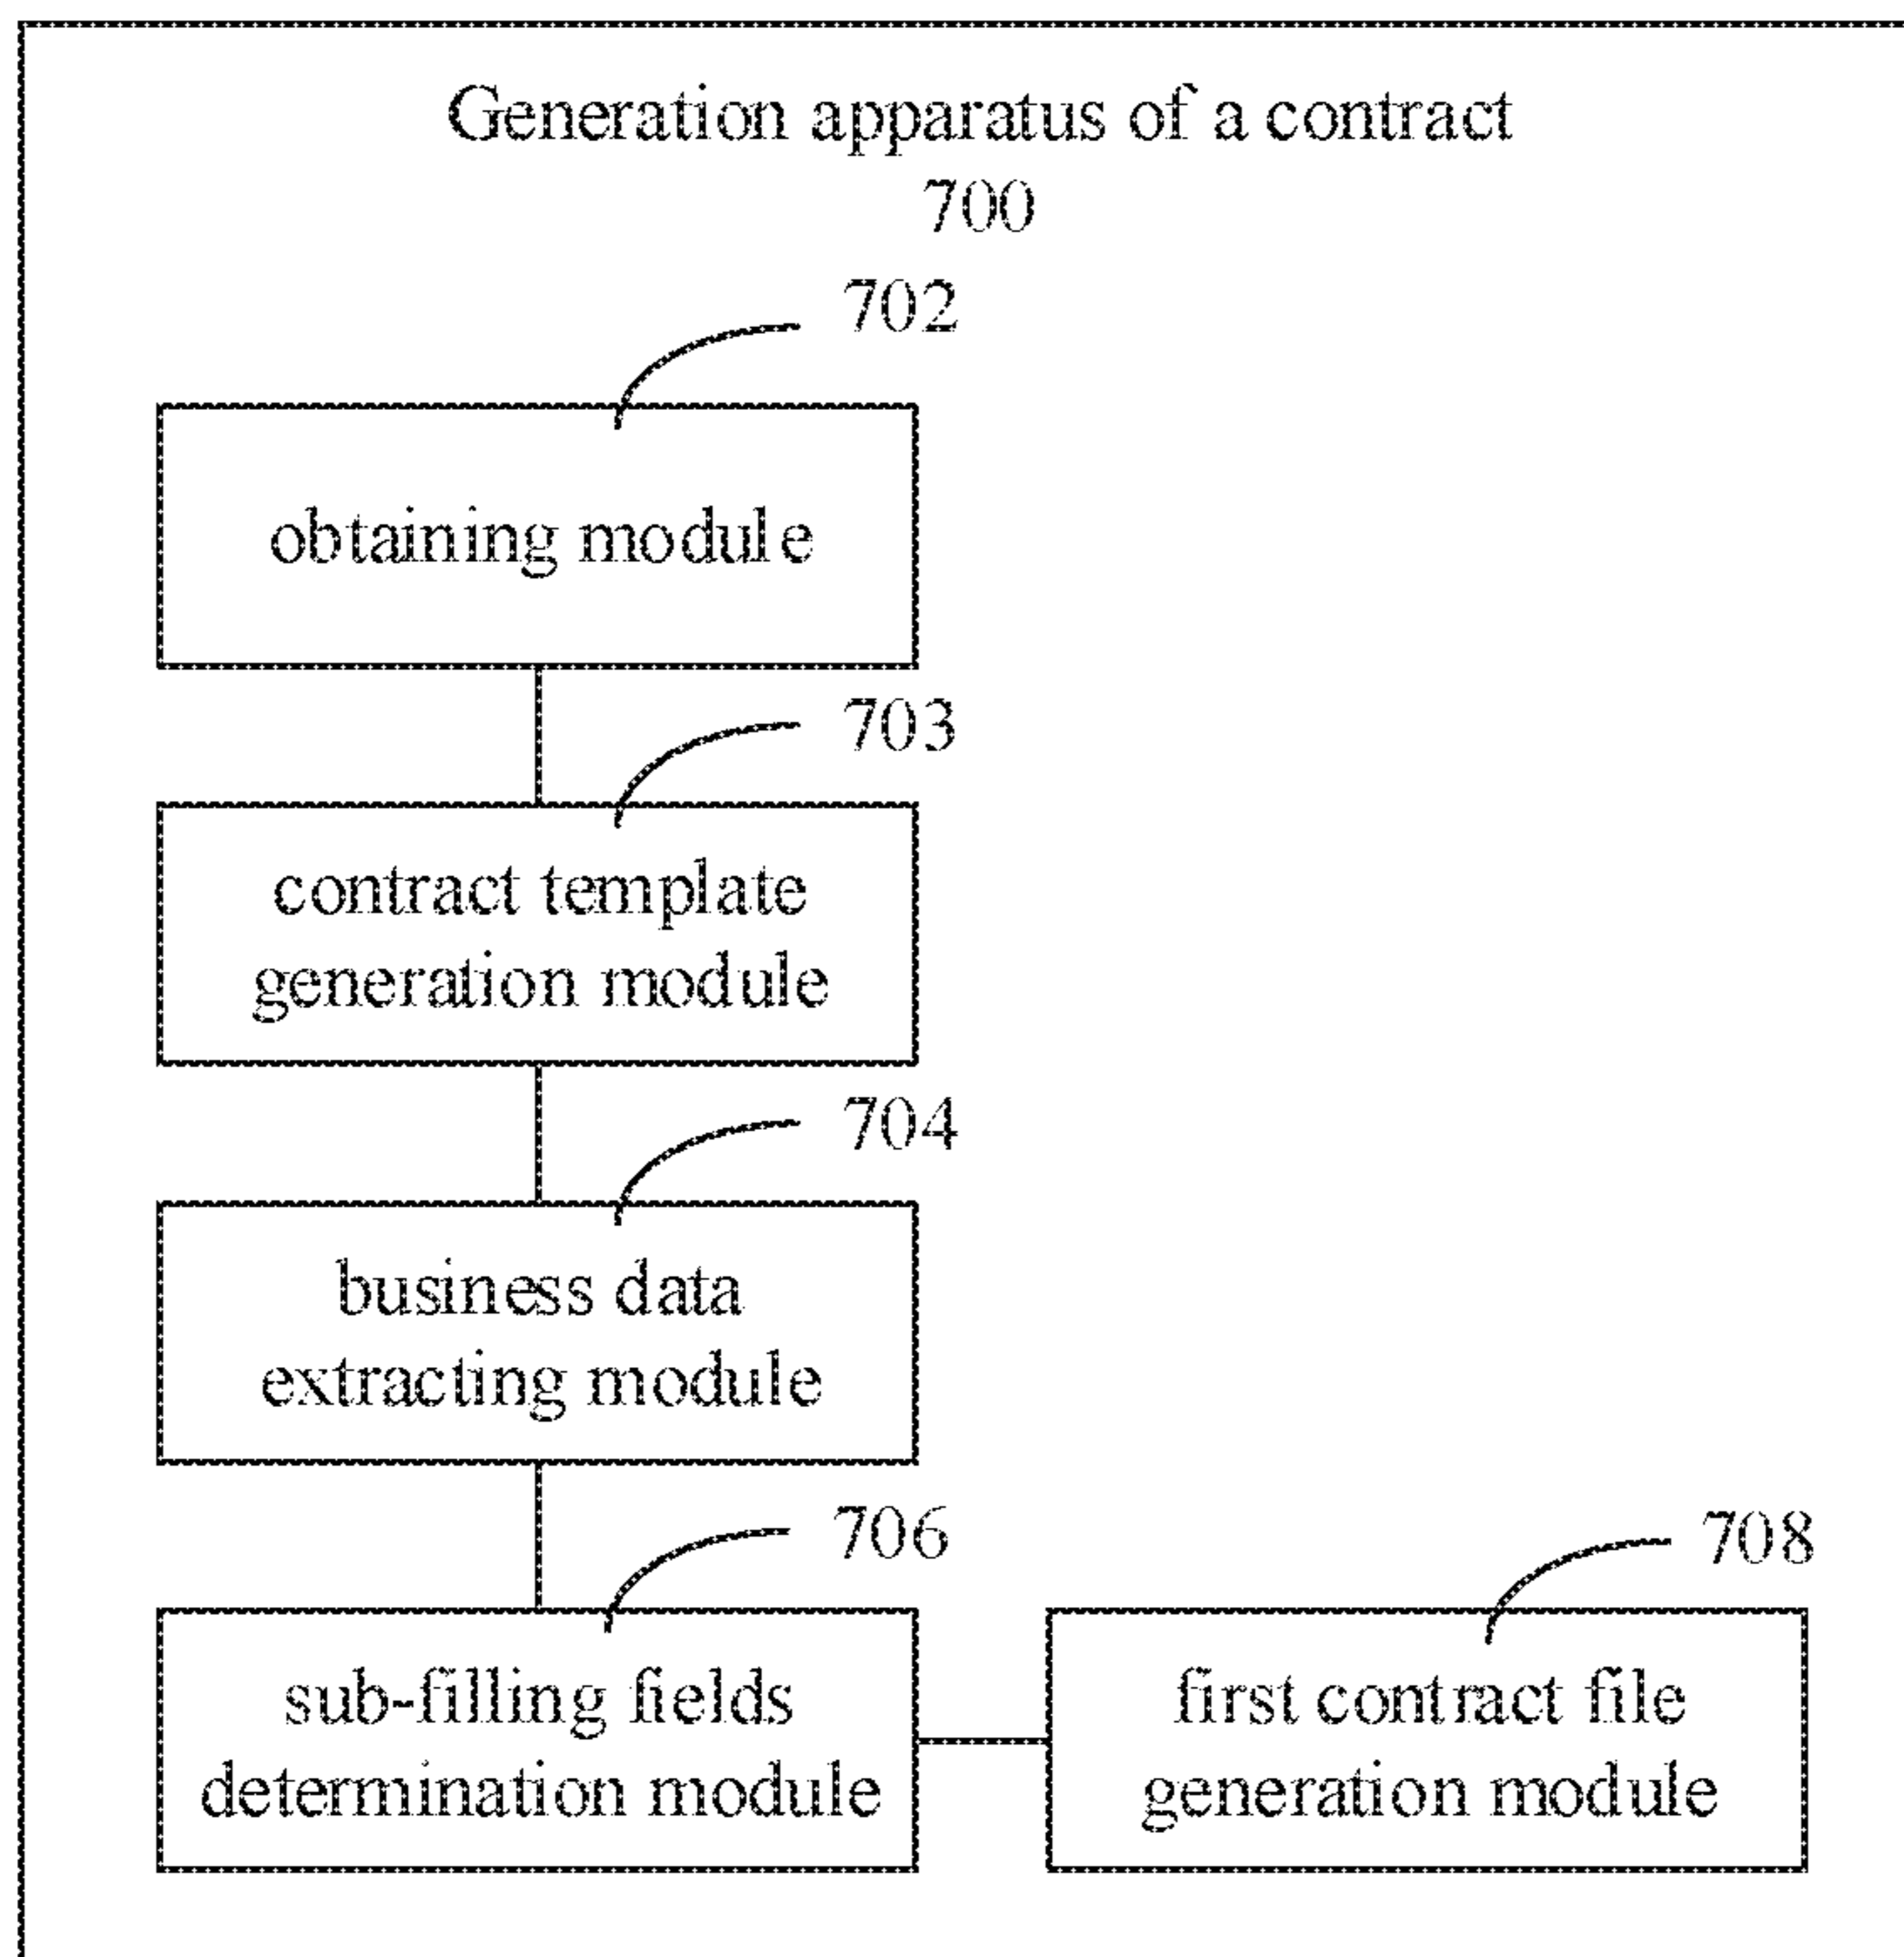 Generation apparatus of a contract
700
702
obtaining module
703
contract template
generation module
704
business data
extracting module
706
sub-filling fields
determination module
708
first contract file
generation module